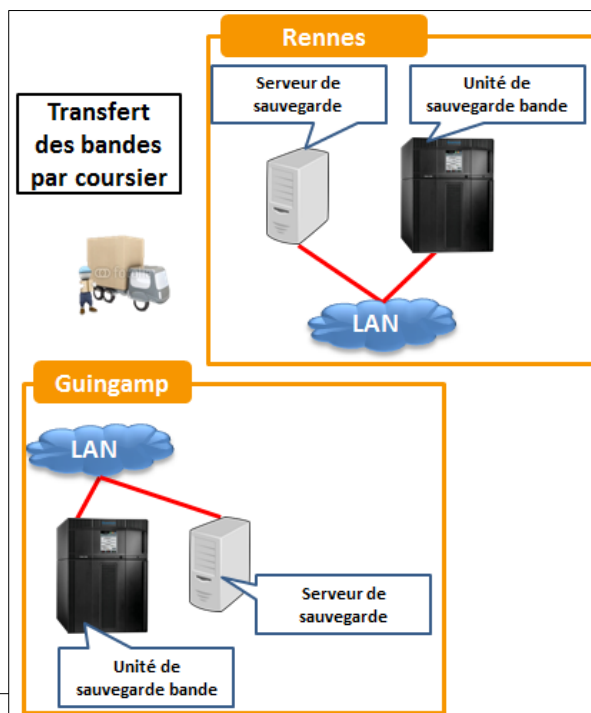 Rennes
Serveur de
sauvegarde
Unité de
sauvegarde bande
Transfert
des bandes
par coursier
LAN
Guingamp
LAN
Serveur de
sauvegarde
Unité de
sauvegarde bande